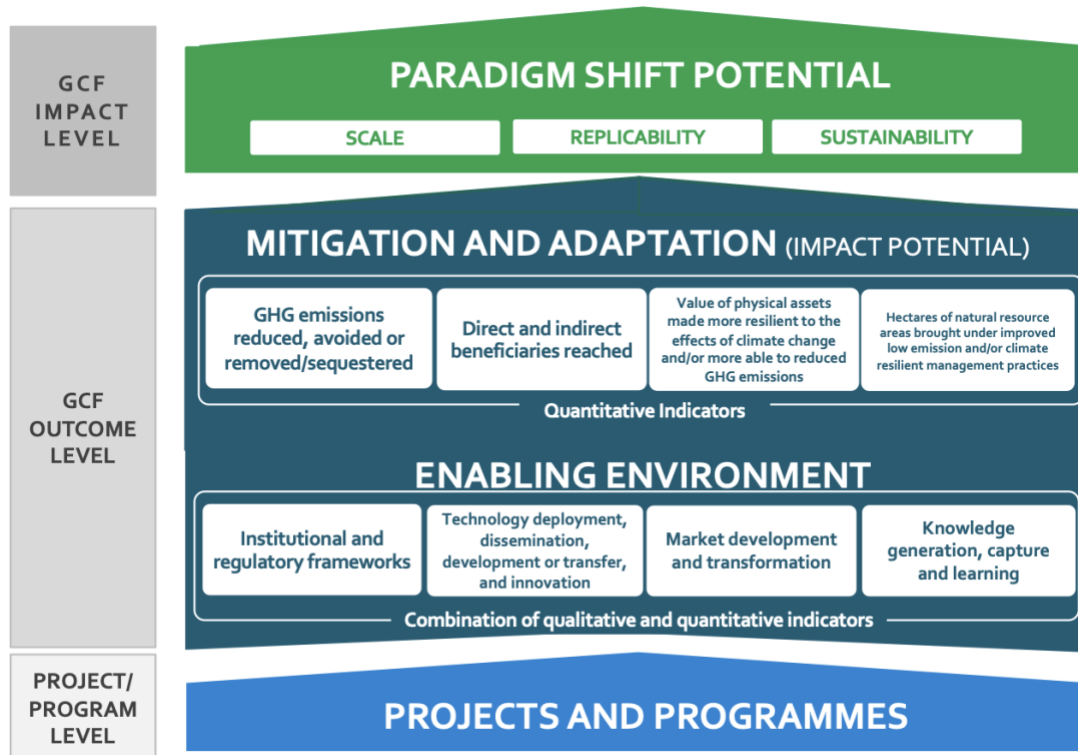 GCF
IMPACT
LEVEL
PARADIGM SHIFT POTENTIAL
SCALE
REPLICABILITY
SUSTAINABILITY
GCF
OUTCOME
LEVEL
MITIGATION AND ADAPTATION (IMPACT POTENTIAL)
GHG emissions
reduced, avoided or
removed/sequestered
Direct and indirect
beneficiaries reached
Value of physical assets
made more resilient to the
effects of climate change
and/or more able to reduced
GHG emissions
Hectares of natural resource
areas brought under improved
low emission and/or climate
resilient management practices
Quantitative Indicators
ENABLING ENVIRONMENT
Institutional and
regulatory frameworks
Technology deployment,
dissemination,
development or transfer,
and innovation
Market development
and transformation
Knowledge
generation, capture
and learning
Combination of qualitative and quantitative indicators
PROJECT/
PROGRAM
LEVEL
PROJECTS AND PROGRAMMES